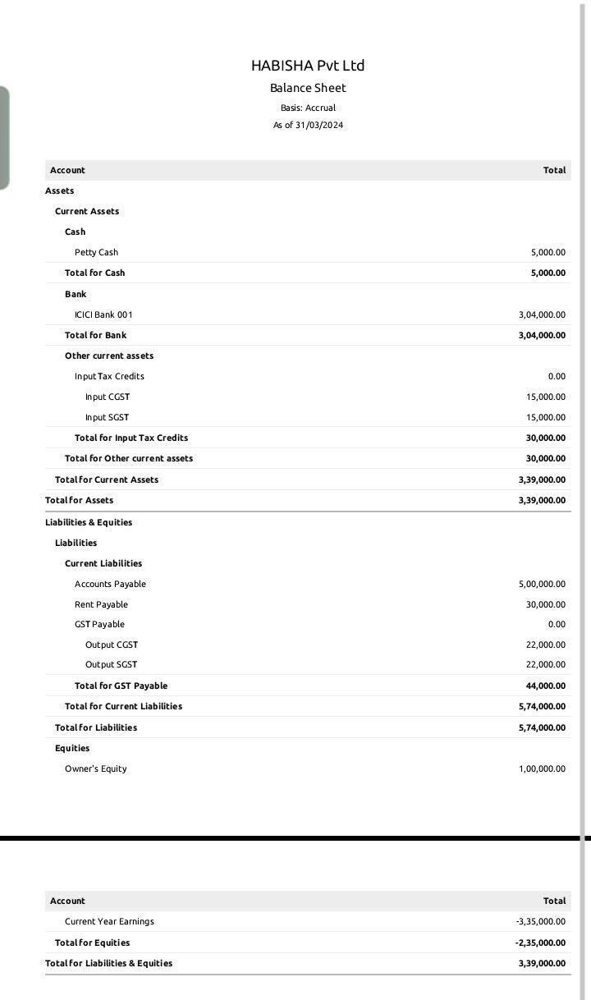 HABISHA Pvt Ltd
Balance Sheet
Basis: Accrual
As of 31/03/2024
Account Total
Assets
Current Assets
Cash
Petty Cash 5,000.00
Total for Cash 5,000.00
Bank
ICICI Bank 001 3,04,000.00
Total for Bank 3,04,000.00
Other current assets
Input Tax Credits 0.00
Input CGST 15,000.00
Input SGST 15,000.00
Total for Input Tax Credits 30,000.00
Total for Other current assets 30,000.00
Total for Current Assets 3,39,000.00
Total for Assets 3,39,000.00
Liabilities & Equities
Liabilities
Current Liabilities
Accounts Payable 5,00,000.00
Rent Payable 30,000.00
GST Payable 0.00
Output CGST 22,000.00
Output SGST 22,000.00
Total for GST Payable 44,000.00
Total for Current Liabilities 5,74,000.00
Total for Liabilities 5,74,000.00
Equities
Owner's Equity 1,00,000.00
Account Total
Current Year Earnings -3,35,000.00
Total for Equities -2,35,000.00
Total for Liabilities & Equities 3,39,000.00